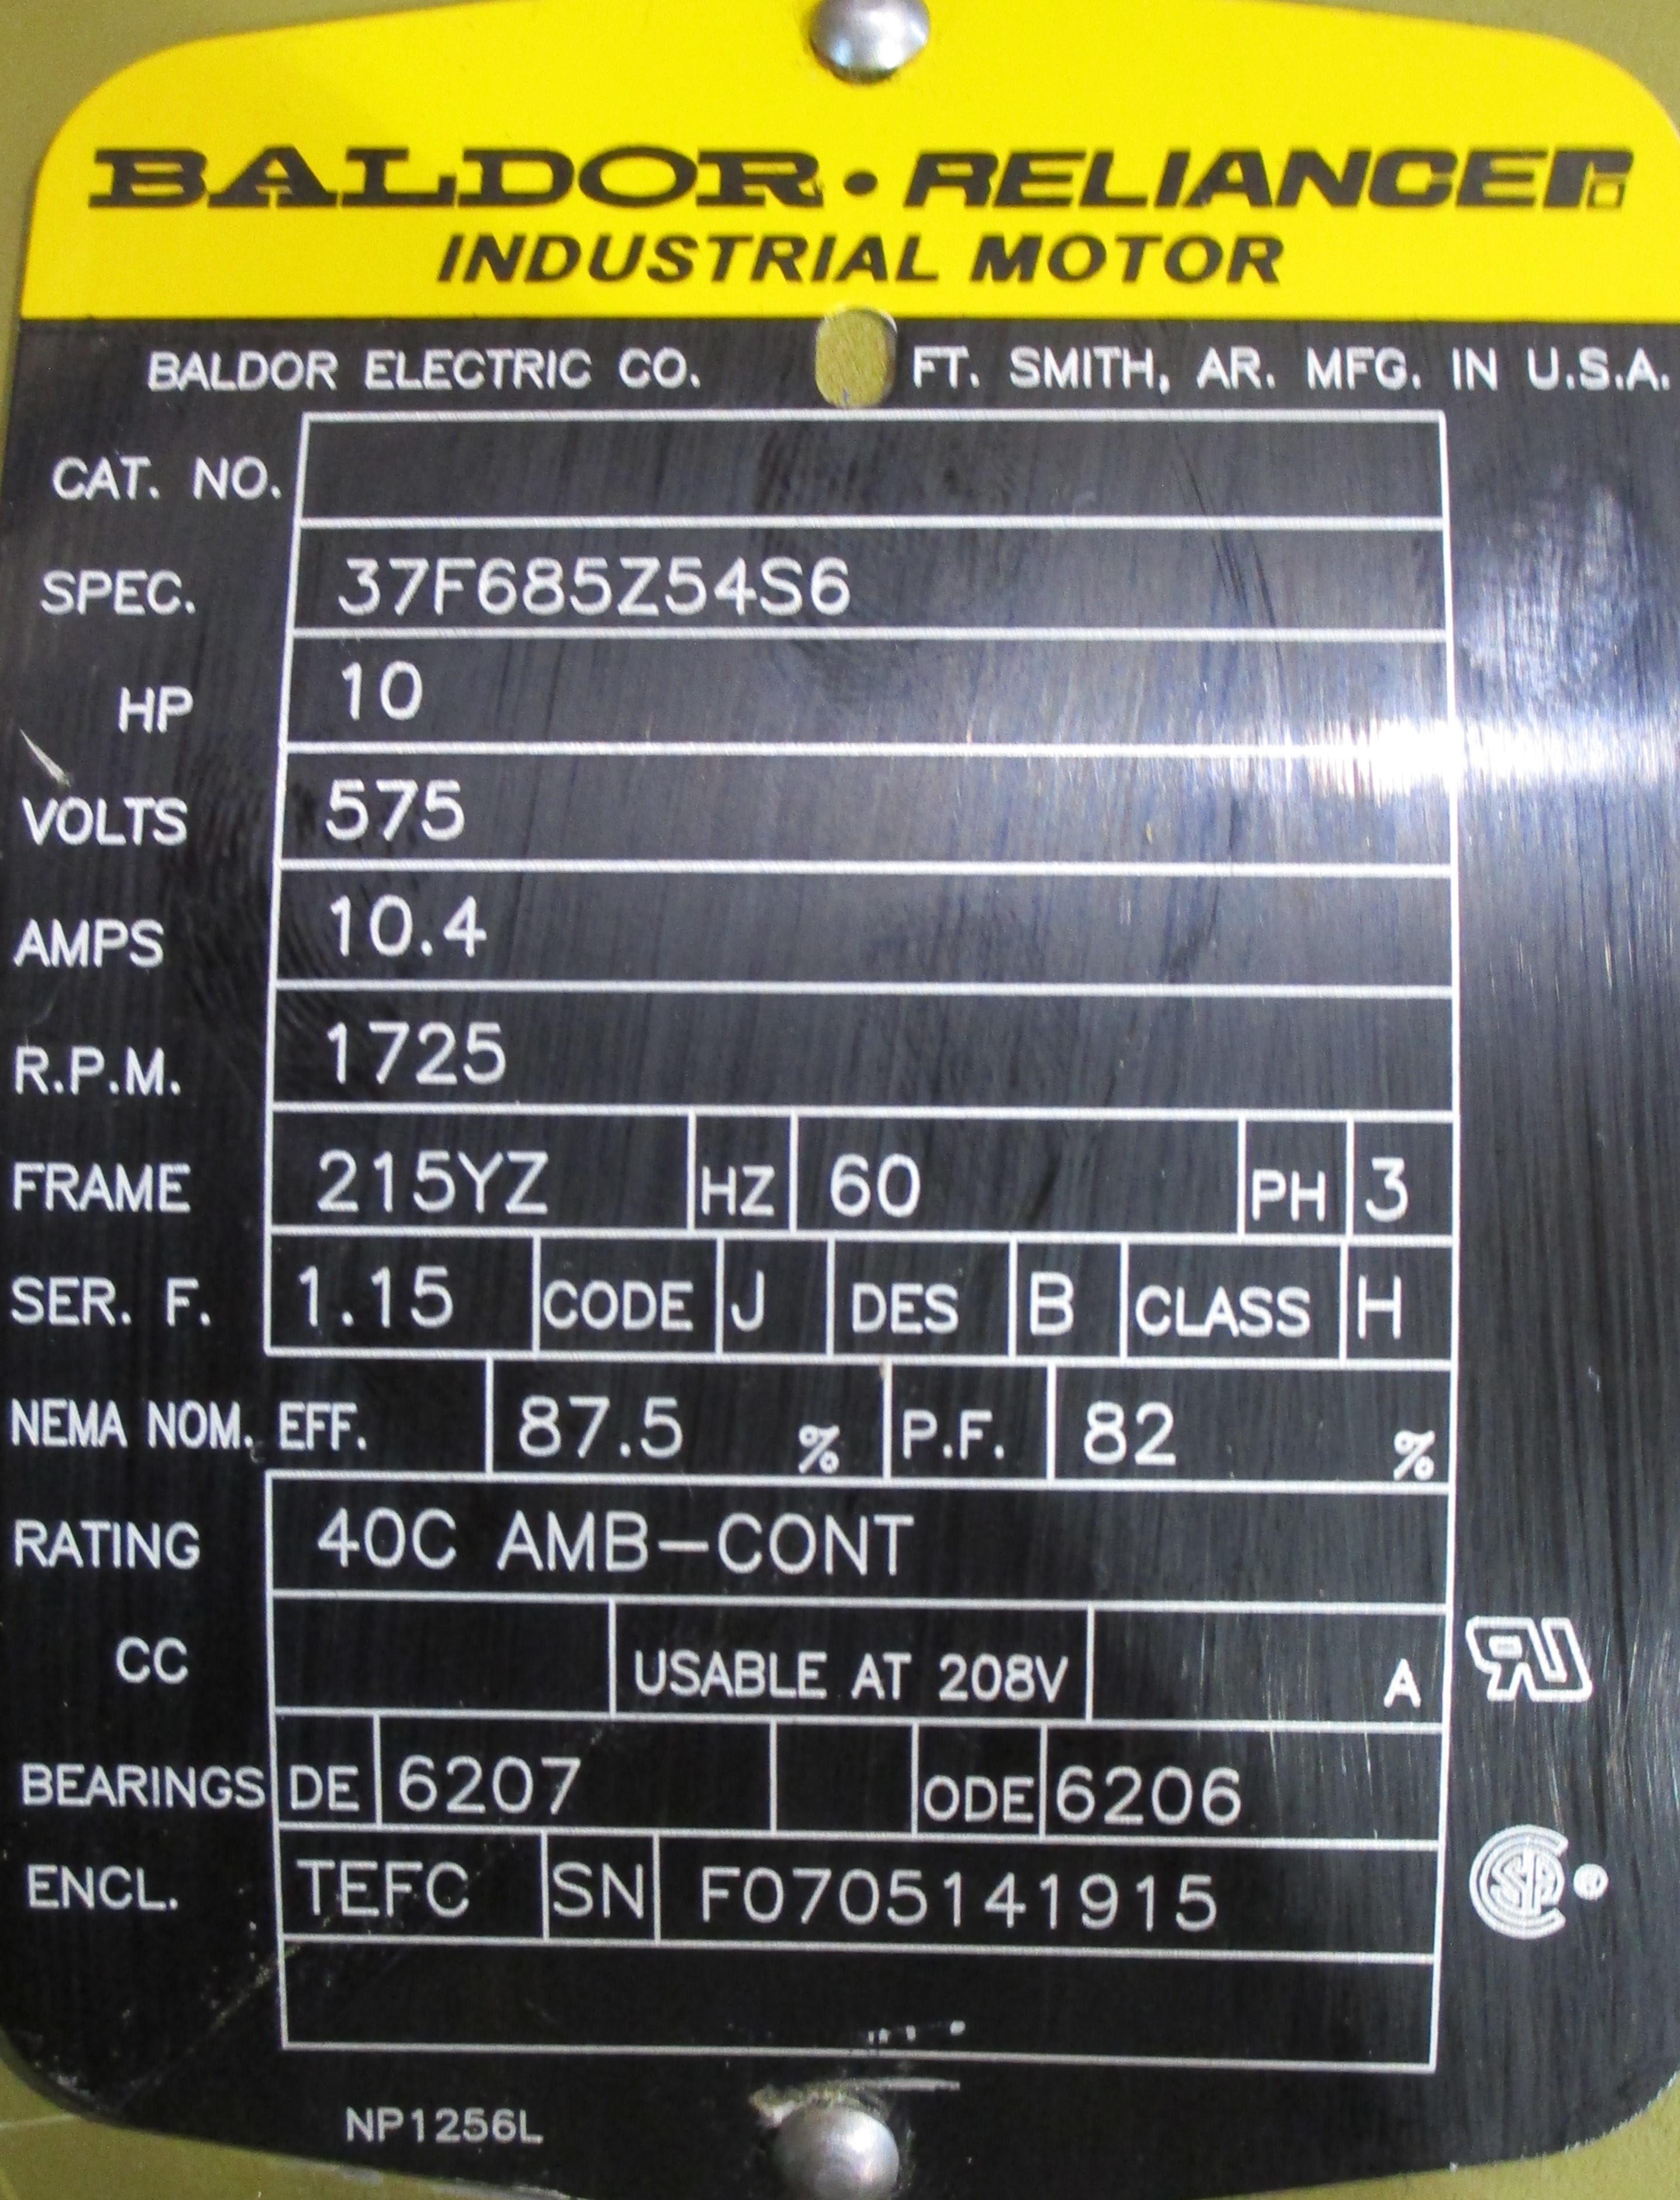 BALDOR • RELIANCER
INDUSTRIAL MOTOR
BALDOR ELECTRIC CO. FT. SMITH, AR. MFG. IN U.S.A.
CAT. NO.
SPEC. 37F685Z54S6
HP 10
VOLTS 575
AMPS 10.4
R.P.M. 1725
FRAME 215YZ HZ 60 PH 3
SER. F. 1.15 CODE J DES B CLASS H
NEMA NOM. EFF. 87.5 % P.F. 82 %
RATING 40C AMB-CONT
CC USABLE AT 208V A
RU
BEARINGS DE 6207 ODE 6206
ENCL. TEFC SN F0705141915
SA ®
NP1256L